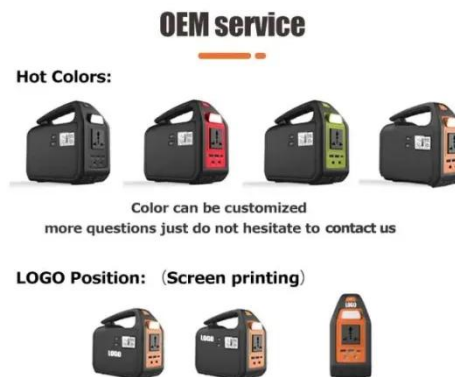 OEM service
Hot Colors:
Color can be customized
more questions just do not hesitate to contact us
LOGO Position: （Screen printing）
LOGO
LOGO
LOGO